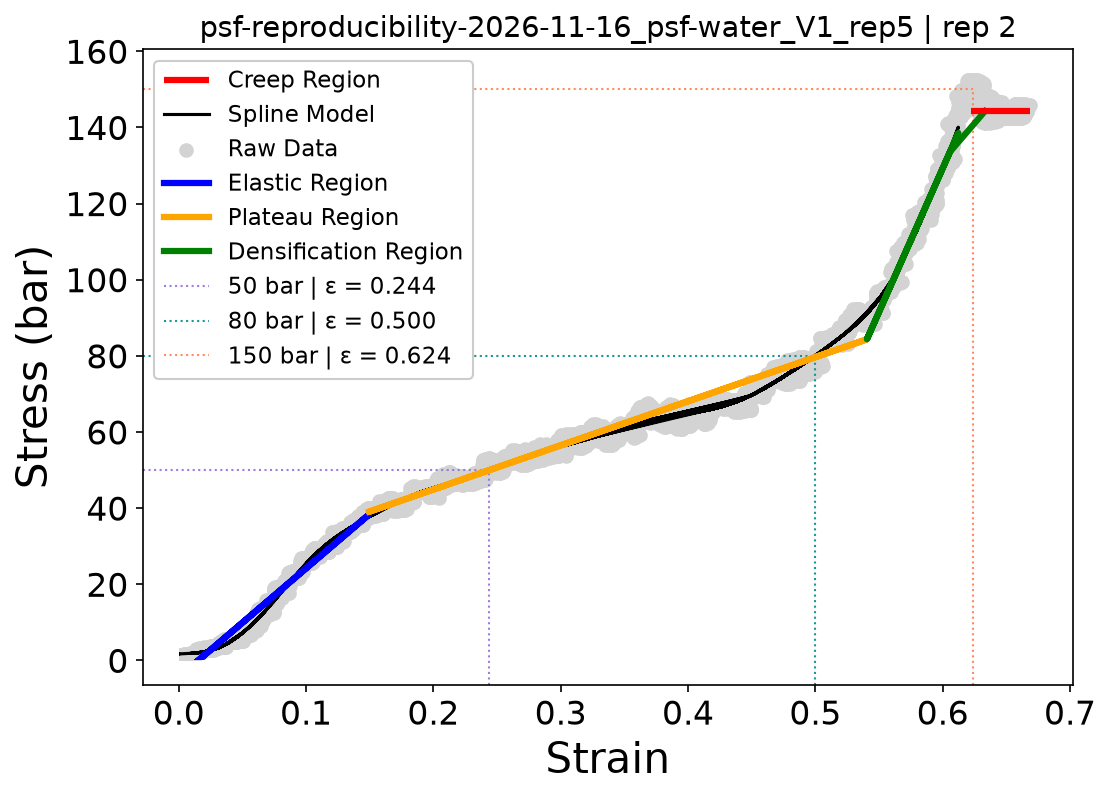 psf-reproducibility-2026-11-16_psf-water_V1_rep5 | rep 2
160
140
120
100
80
60
40
20
0
Stress (bar)
Creep Region
Spline Model
Raw Data
Elastic Region
Plateau Region
Densification Region
50 bar | ε = 0.244
80 bar | ε = 0.500
150 bar | ε = 0.624
0.0 0.1 0.2 0.3 0.4 0.5 0.6 0.7
Strain